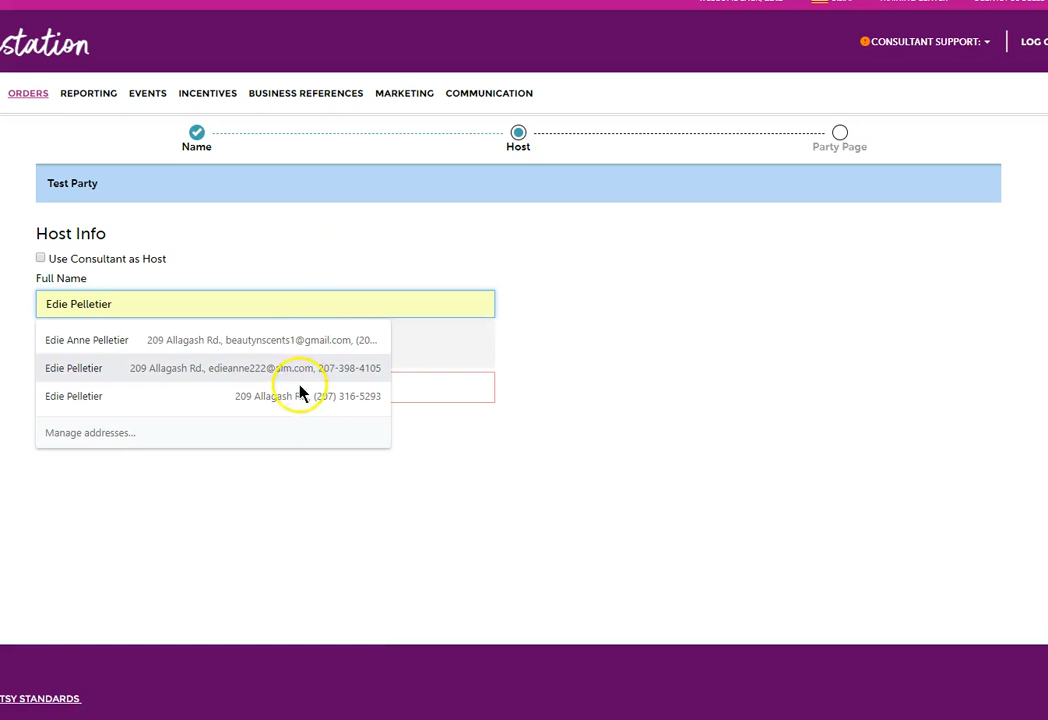 station
CONSULTANT SUPPORT:
LOG
ORDERS REPORTING EVENTS INCENTIVES BUSINESS REFERENCES MARKETING COMMUNICATION
Name Host Party Page
Test Party
Host Info
Use Consultant as Host
Full Name
Edie Pelletier
Edie Anne Pelletier 209 Allagash Rd., beautynscents1@gmail.com, (20...
Edie Pelletier 209 Allagash Rd., 207-398-4105
Edie Pelletier 209 Allagash (207) 316-5293
Manage addresses...
TSY STANDARDS